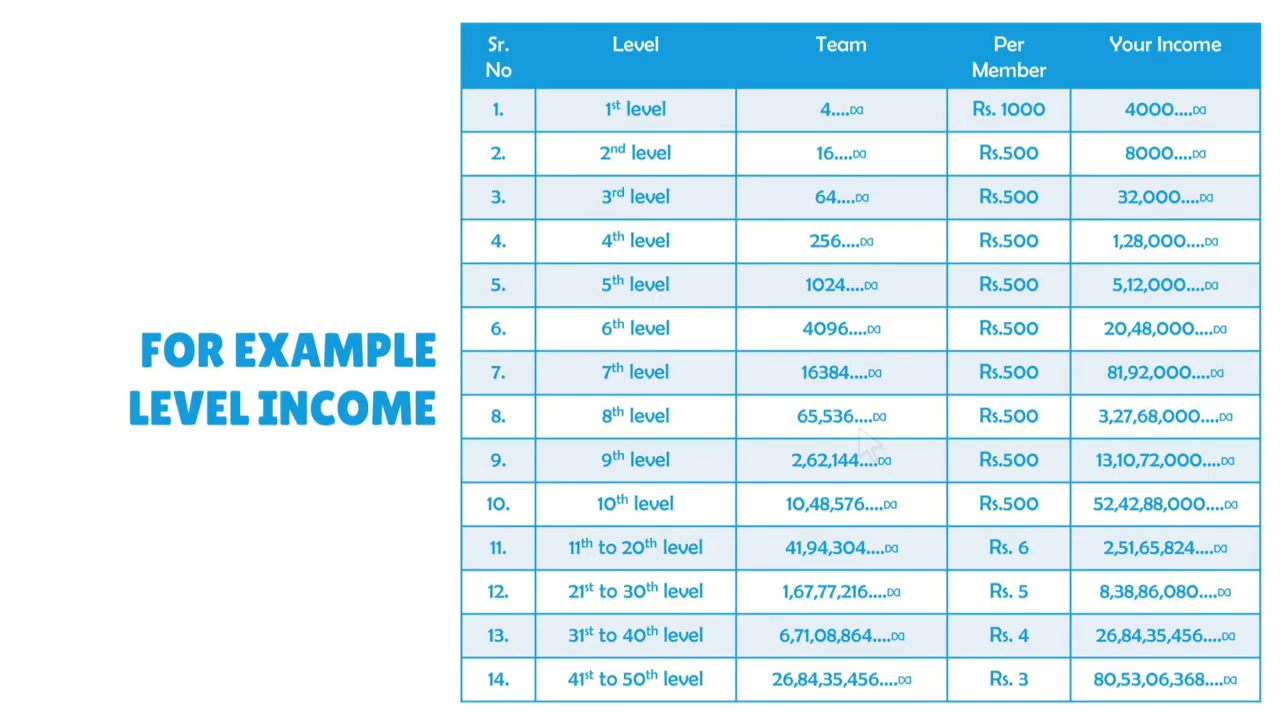 FOR EXAMPLE
LEVEL INCOME
Sr. No Level Team Per Member Your Income
1. 1st level 4....∞ Rs. 1000 4000....∞
2. 2nd level 16....∞ Rs.500 8000....∞
3. 3rd level 64....∞ Rs.500 32,000....∞
4. 4th level 256....∞ Rs.500 1,28,000....∞
5. 5th level 1024....∞ Rs.500 5,12,000....∞
6. 6th level 4096....∞ Rs.500 20,48,000....∞
7. 7th level 16384....∞ Rs.500 81,92,000....∞
8. 8th level 65,536....∞ Rs.500 3,27,68,000....∞
9. 9th level 2,62,144....∞ Rs.500 13,10,72,000....∞
10. 10th level 10,48,576....∞ Rs.500 52,42,88,000....∞
11. 11th to 20th level 41,94,304....∞ Rs. 6 2,51,65,824....∞
12. 21st to 30th level 1,67,77,216....∞ Rs. 5 8,38,86,080....∞
13. 31st to 40th level 6,71,08,864....∞ Rs. 4 26,84,35,456....∞
14. 41st to 50th level 26,84,35,456....∞ Rs. 3 80,53,06,368....∞